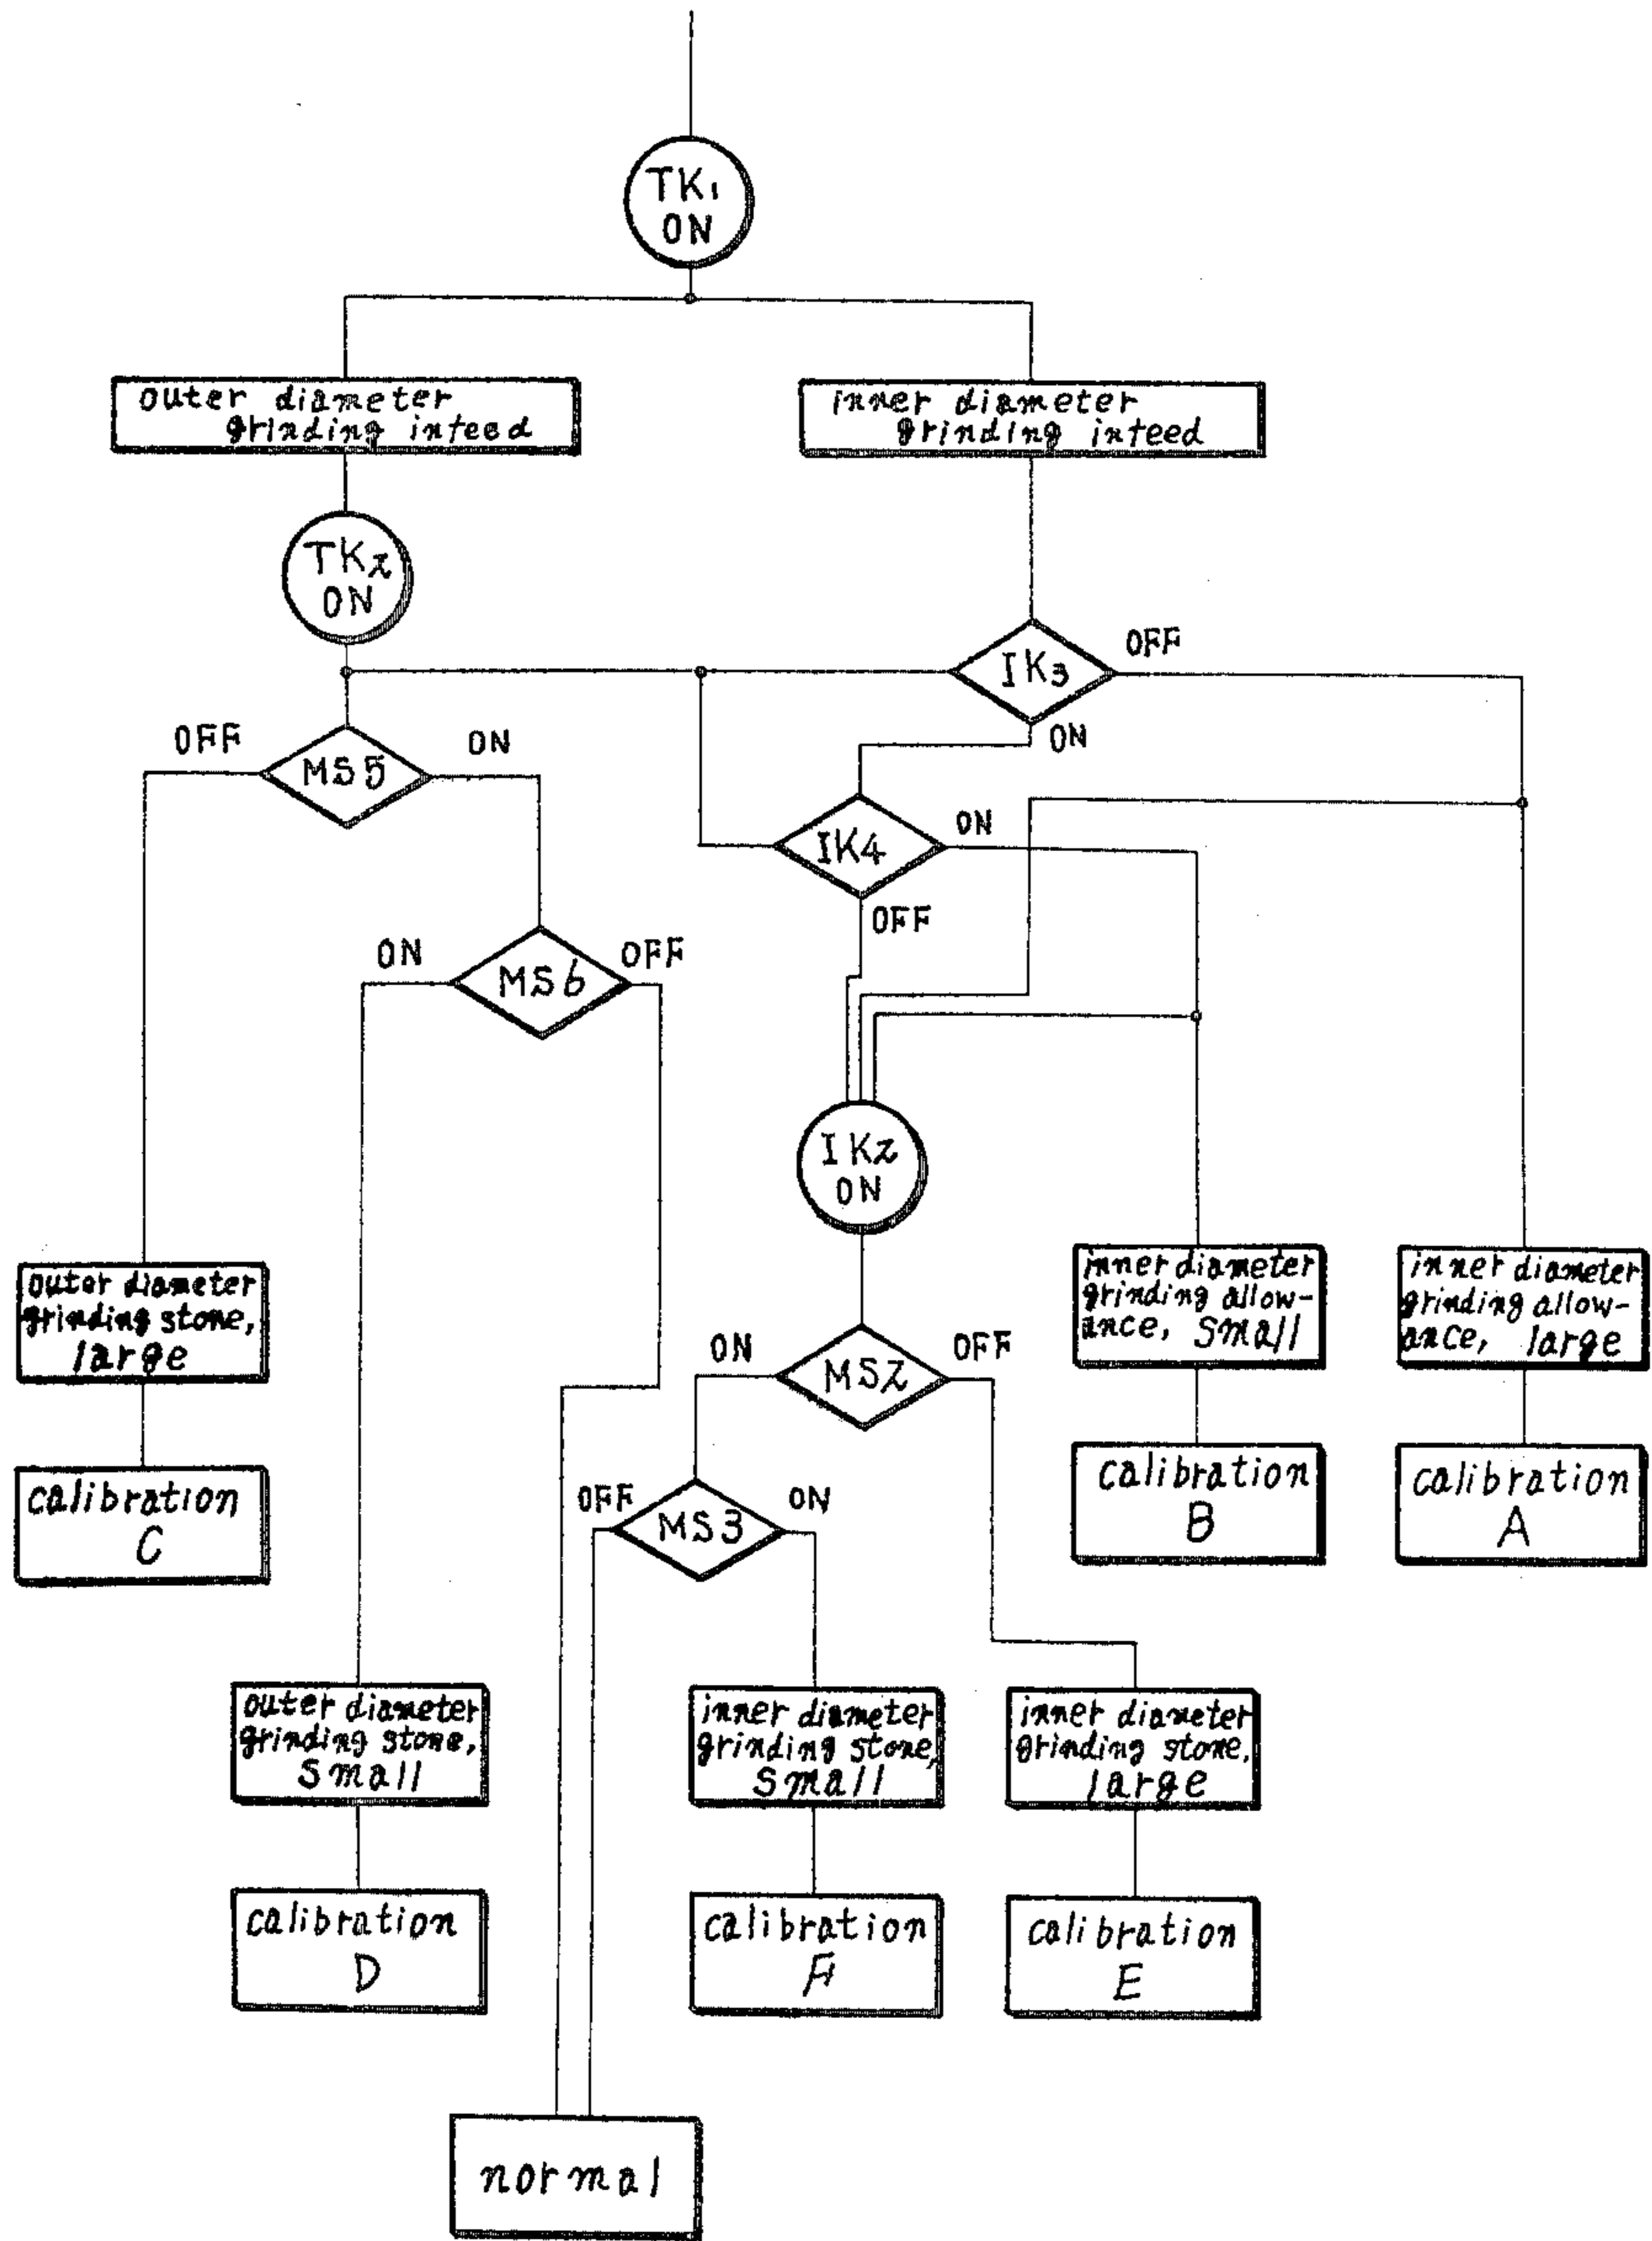 TK1
ON
outer diameter
grinding inteed
inner diameter
grinding inteed
TK2
ON
IK3
OFF
ON
OFF
MS5
ON
IK4
ON
OFF
ON
MS6
OFF
IK2
ON
outer diameter
grinding stone,
large
inner diameter
grinding allow-
ance, small
inner diameter
grinding allow-
ance, large
ON
MS2
OFF
calibration
C
OFF
MS3
ON
calibration
B
calibration
A
outer diameter
grinding stone,
small
inner diameter
grinding stone,
small
inner diameter
grinding stone,
large
calibration
D
calibration
F
calibration
E
normal